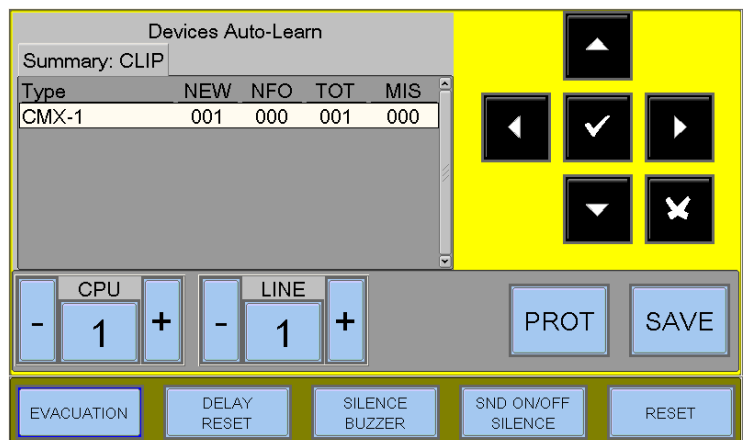 Devices Auto-Learn
Summary: CLIP
Type NEW NFO TOT MIS
CMX-1 001 000 001 000
CPU
- 1 +
LINE
- 1 +
PROT
SAVE
EVACUATION
DELAY
RESET
SILENCE
BUZZER
SND ON/OFF
SILENCE
RESET